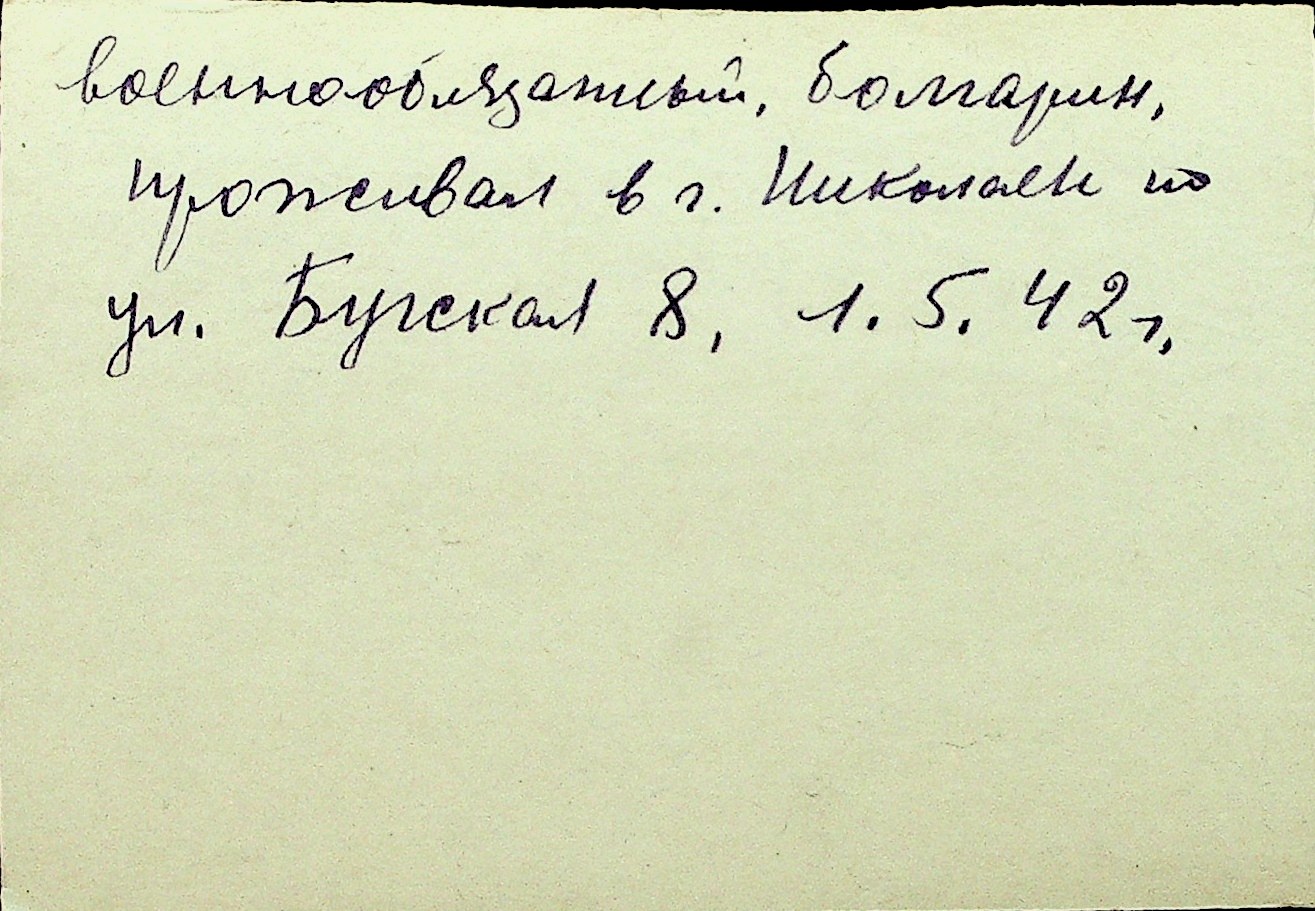 военнообязанный, болгарин,
проживал в г. Николаев по
ул. Бугская 8, 1.5.42 г,